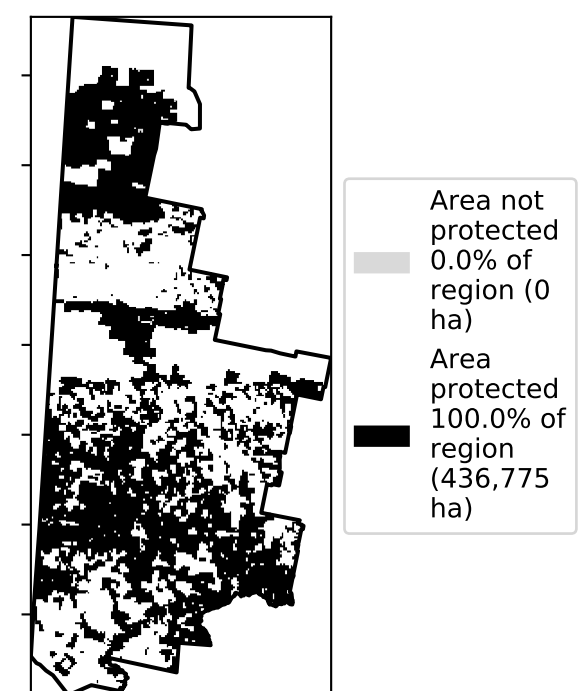 Area not
protected
0.0% of
region (0
ha)
Area
protected
100.0% of
region
(436,775
ha)